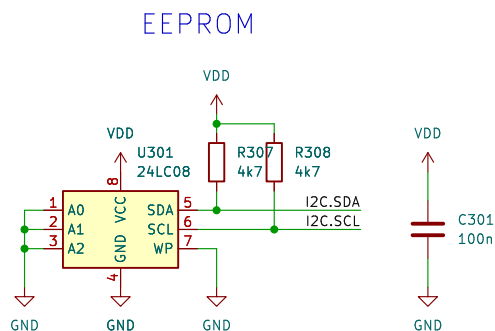 EEPROM
VDD
VDD
U301
24LC08
R307
4k7
R308
4k7
VDD
8
VCC
1
A0
2
A1
3
A2
SDA
5
SCL
6
WP
7
GND
4
I2C.SDA
I2C.SCL
C301
100n
GND
GND
GND
GND